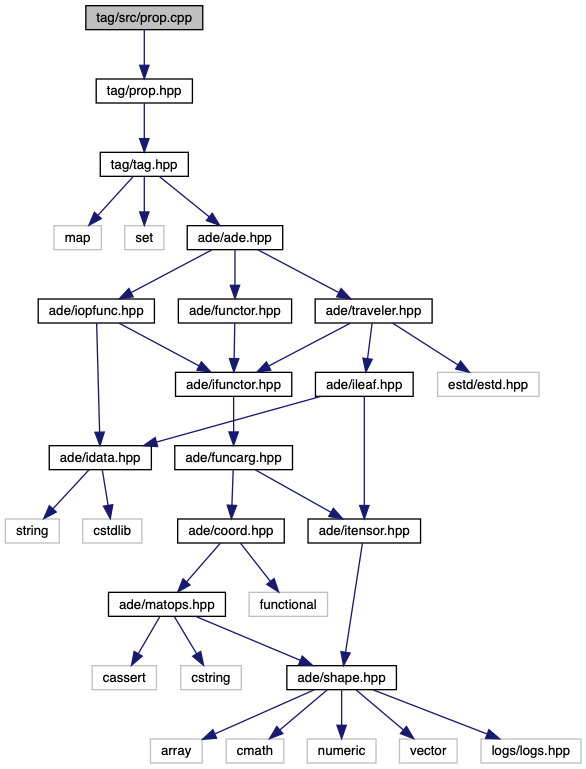 tag/src/prop.cpp
tag/prop.hpp
tag/tag.hpp
map
set
ade/ade.hpp
ade/iopfunc.hpp
ade/functor.hpp
ade/traveler.hpp
ade/ifunctor.hpp
ade/ileaf.hpp
estd/estd.hpp
ade/idata.hpp
ade/funcarg.hpp
string
cstdlib
ade/coord.hpp
ade/itensor.hpp
ade/matops.hpp
functional
cassert
cstring
ade/shape.hpp
array
cmath
numeric
vector
logs/logs.hpp